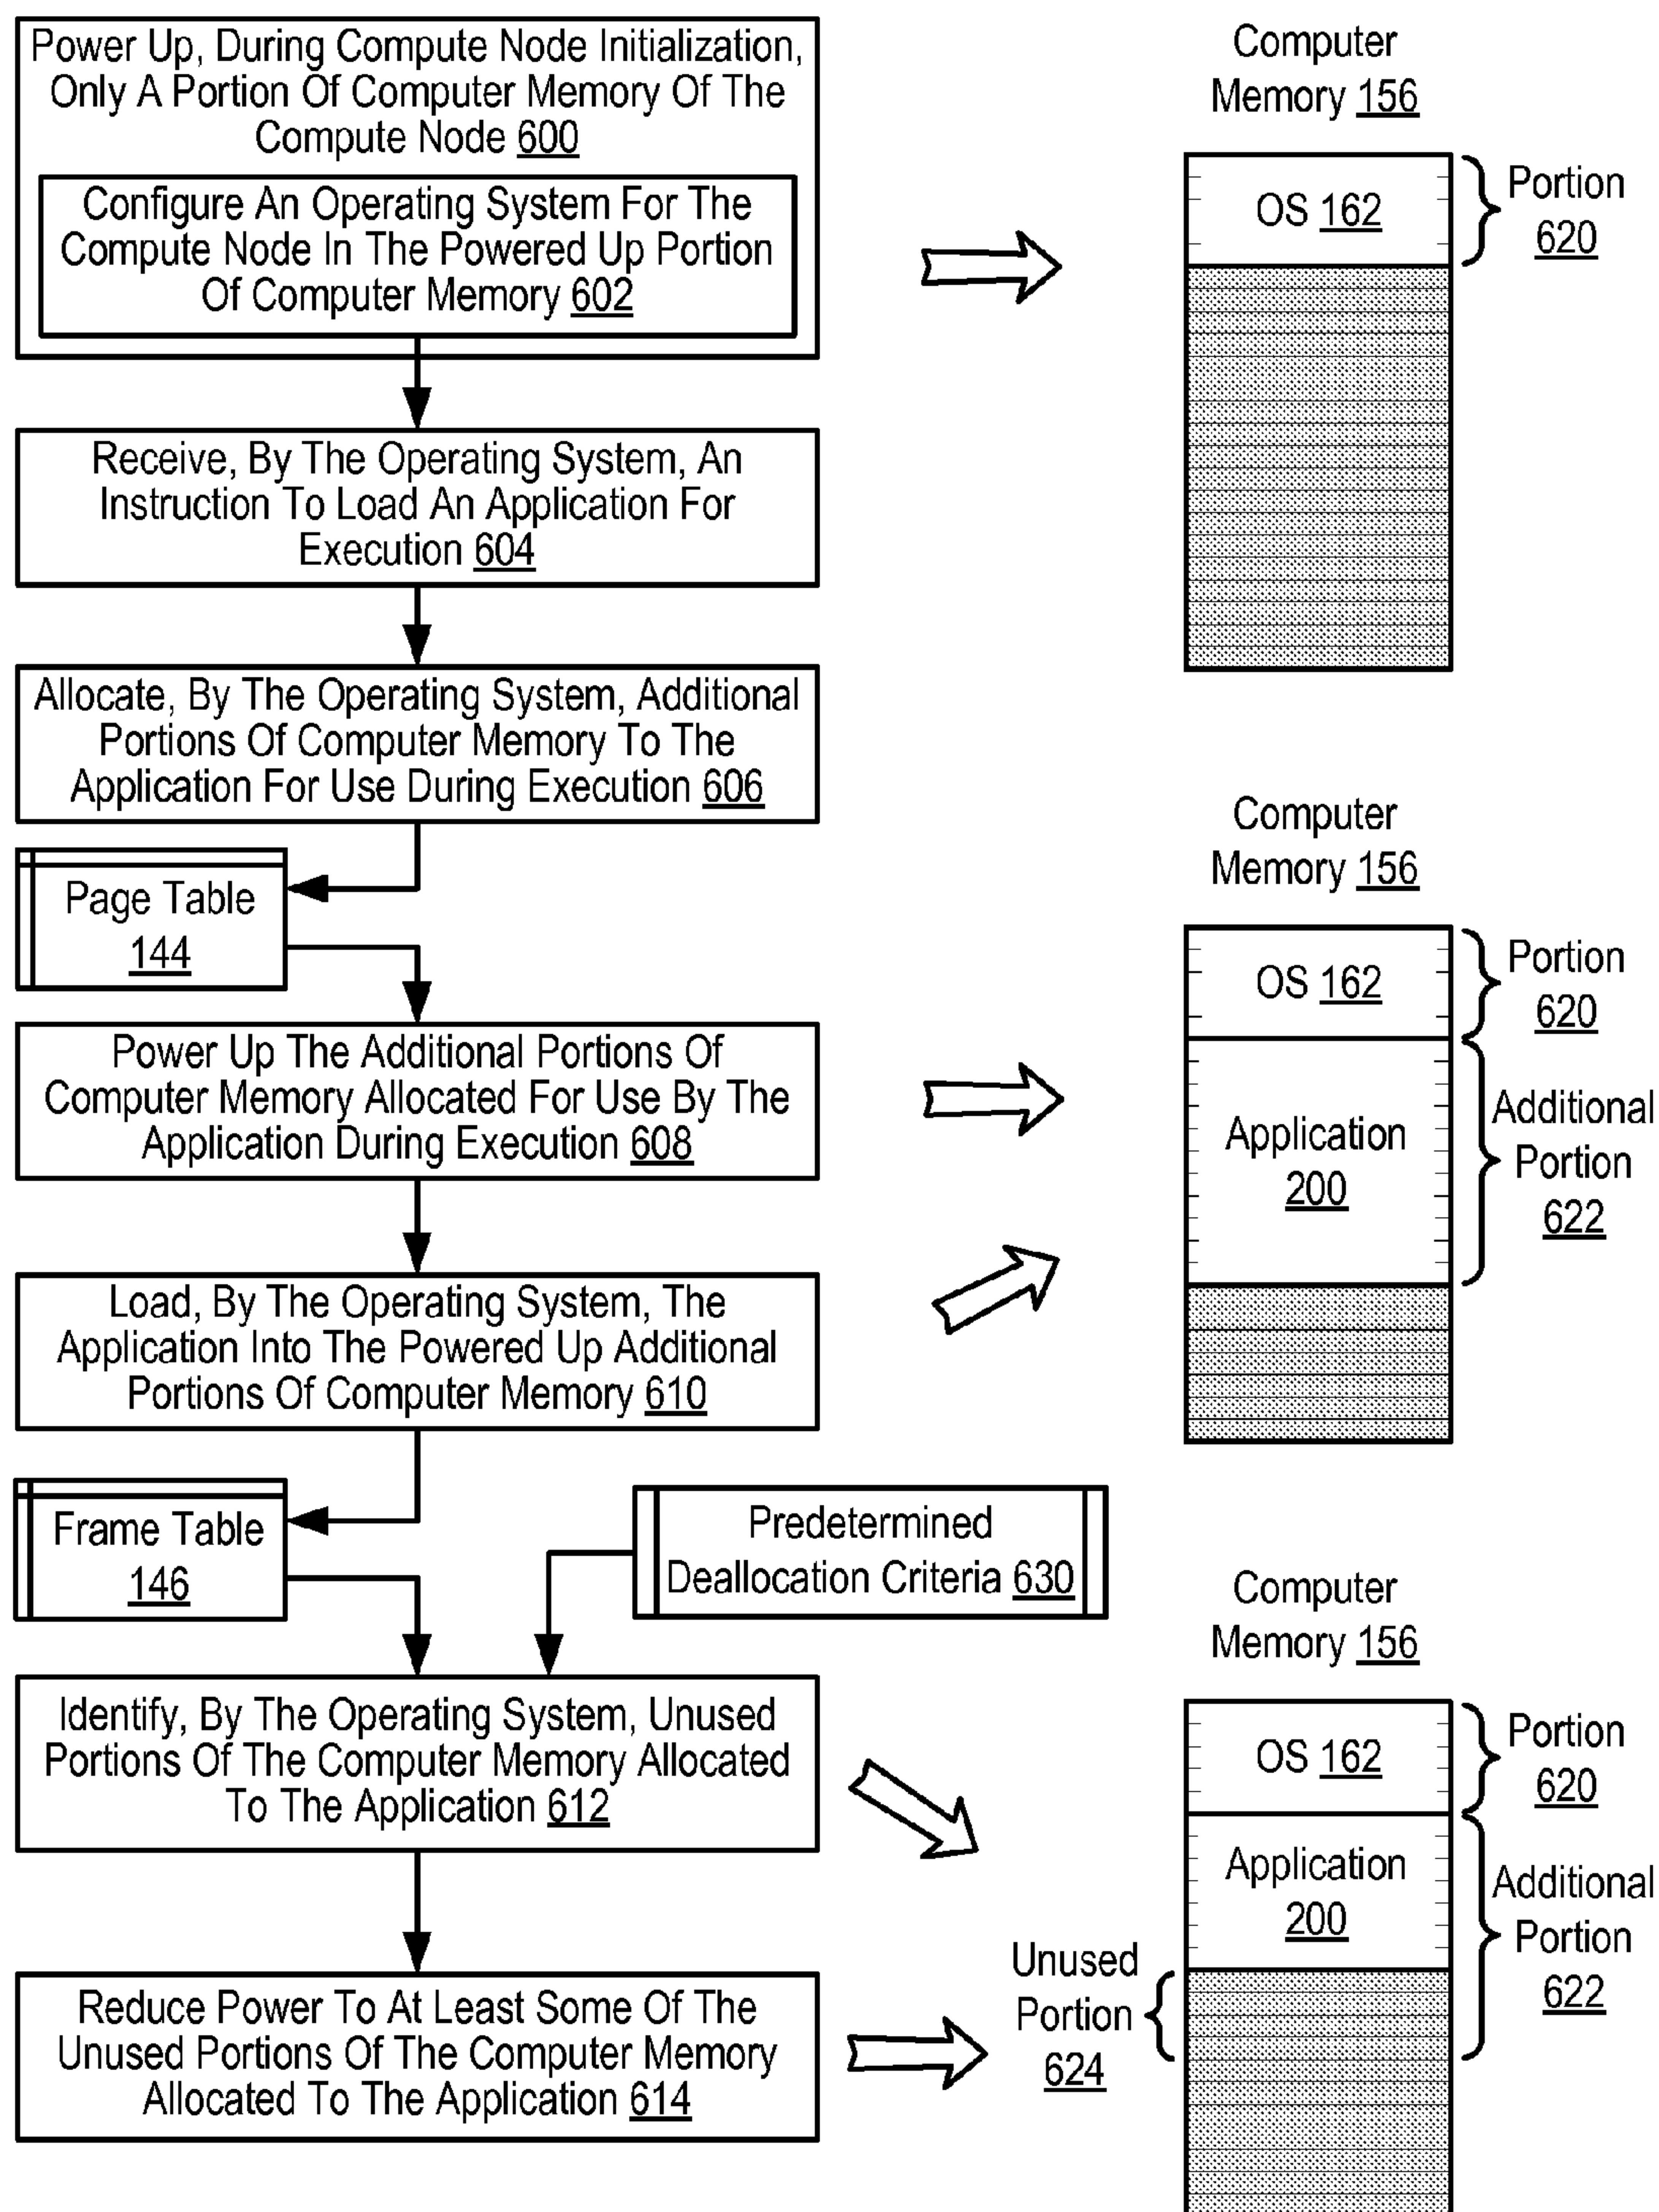 Power Up, During Compute Node Initialization,
Only A Portion Of Computer Memory Of The
Compute Node 600
Configure An Operating System For The
Compute Node In The Powered Up Portion
Of Computer Memory 602
Computer
Memory 156
OS 162
Portion
620
Receive, By The Operating System, An
Instruction To Load An Application For
Execution 604
Allocate, By The Operating System, Additional
Portions Of Computer Memory To The
Application For Use During Execution 606
Page Table
144
Power Up The Additional Portions Of
Computer Memory Allocated For Use By The
Application During Execution 608
Computer
Memory 156
OS 162
Portion
620
Application
200
Additional
Portion
622
Load, By The Operating System, The
Application Into The Powered Up Additional
Portions Of Computer Memory 610
Frame Table
146
Predetermined
Deallocation Criteria 630
Identify, By The Operating System, Unused
Portions Of The Computer Memory Allocated
To The Application 612
Computer
Memory 156
OS 162
Portion
620
Application
200
Additional
Portion
622
Unused
Portion
624
Reduce Power To At Least Some Of The
Unused Portions Of The Computer Memory
Allocated To The Application 614